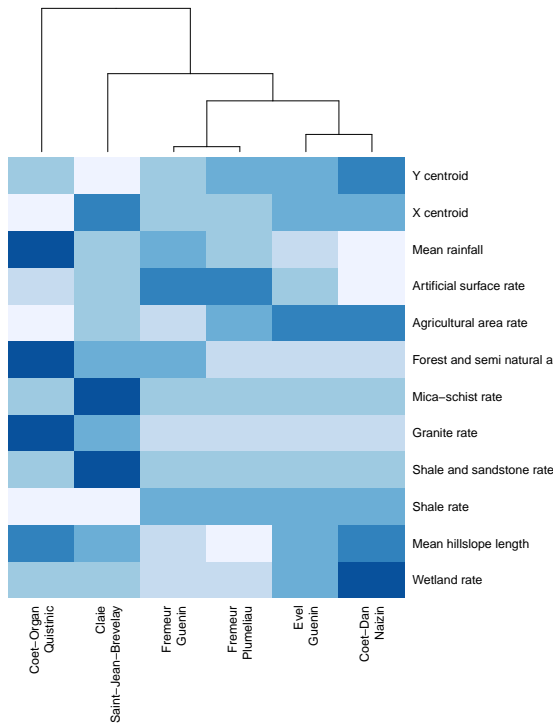 Y centroid
X centroid
Mean rainfall
Artificial surface rate
Agricultural area rate
Forest and semi natural a
Mica−schist rate
Granite rate
Shale and sandstone rate
Shale rate
Mean hillslope length
Wetland rate
Coet−Organ
Quistinic
Claie
Saint−Jean−Brevelay
Fremeur
Guenin
Fremeur
Plumeliau
Evel
Guenin
Coet−Dan
Naizin